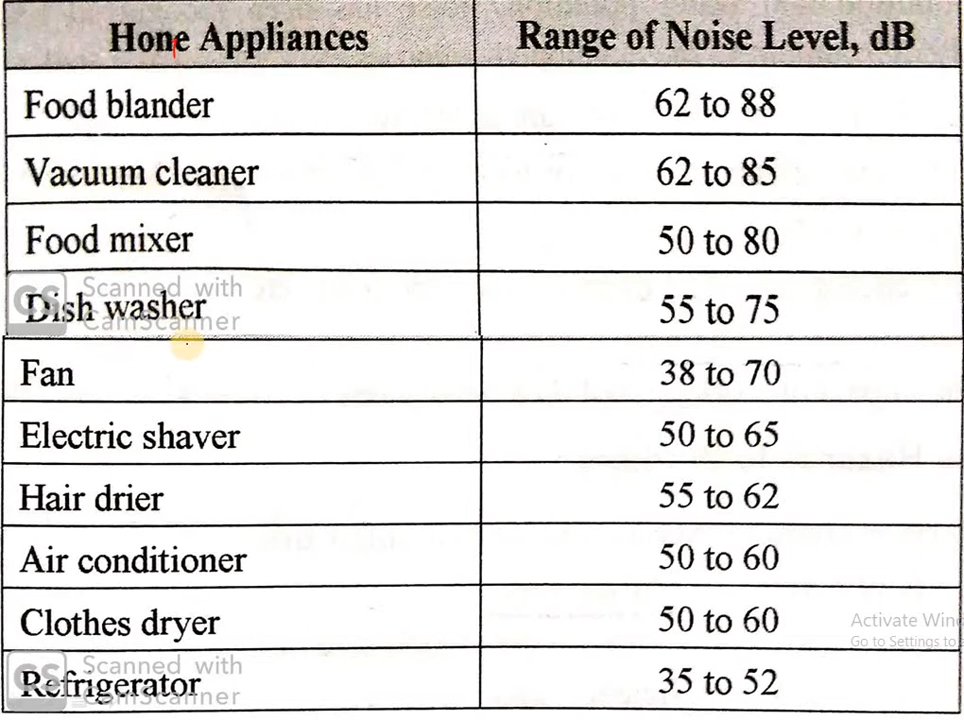 Hone Appliances Range of Noise Level, dB
Food blander 62 to 88
Vacuum cleaner 62 to 85
Food mixer 50 to 80
Scanned with
CS CamScanner
Dish washer 55 to 75
Fan 38 to 70
Electric shaver 50 to 65
Hair drier 55 to 62
Air conditioner 50 to 60
Clothes dryer 50 to 60
Activate Wind
Go to Settings to
Scanned with
CS CamScanner
Refrigerator 35 to 52